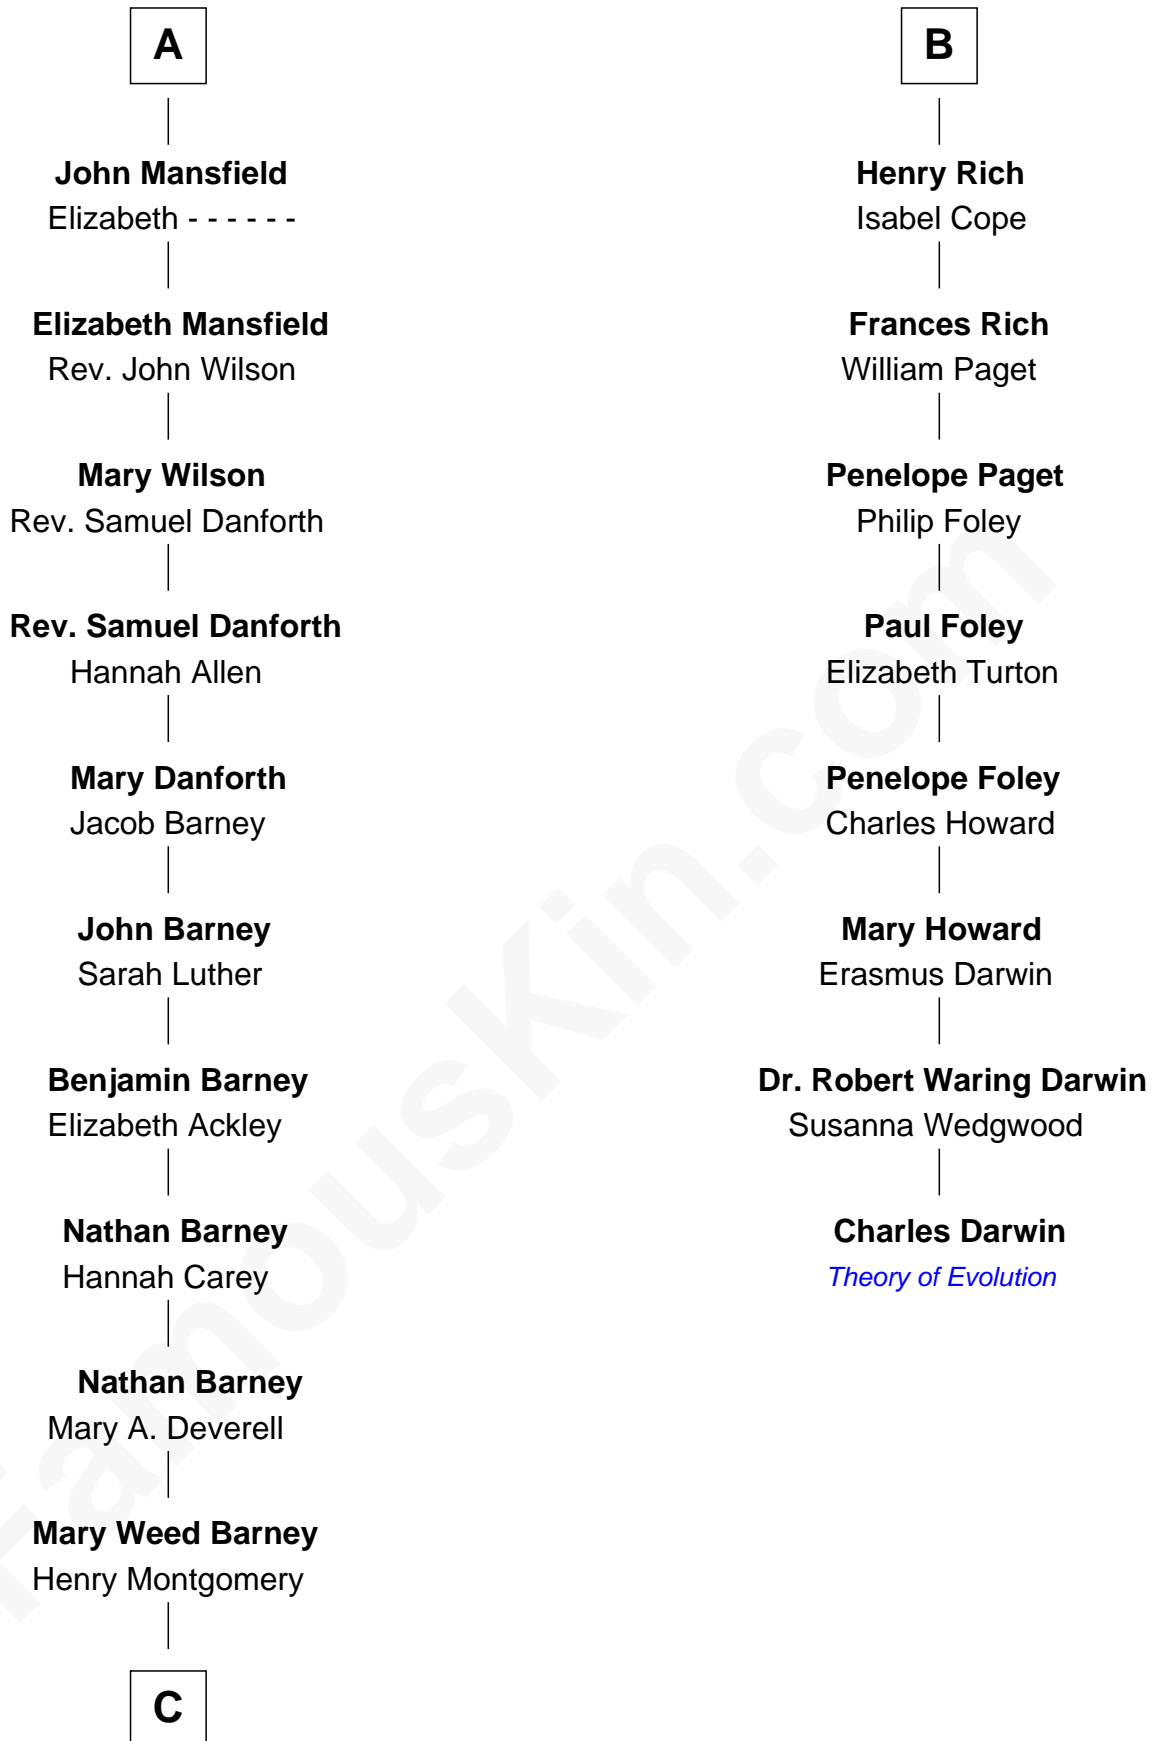 A
John Mansfield
Elizabeth - - - - - -
Elizabeth Mansfield
Rev. John Wilson
Mary Wilson
Rev. Samuel Danforth
Rev. Samuel Danforth
Hannah Allen
Mary Danforth
Jacob Barney
John Barney
Sarah Luther
Benjamin Barney
Elizabeth Ackley
Nathan Barney
Hannah Carey
Nathan Barney
Mary A. Deverell
Mary Weed Barney
Henry Montgomery
C
B
Henry Rich
Isabel Cope
Frances Rich
William Paget
Penelope Paget
Philip Foley
Paul Foley
Elizabeth Turton
Penelope Foley
Charles Howard
Mary Howard
Erasmus Darwin
Dr. Robert Waring Darwin
Susanna Wedgwood
Charles Darwin
Theory of Evolution
FamousKin.com